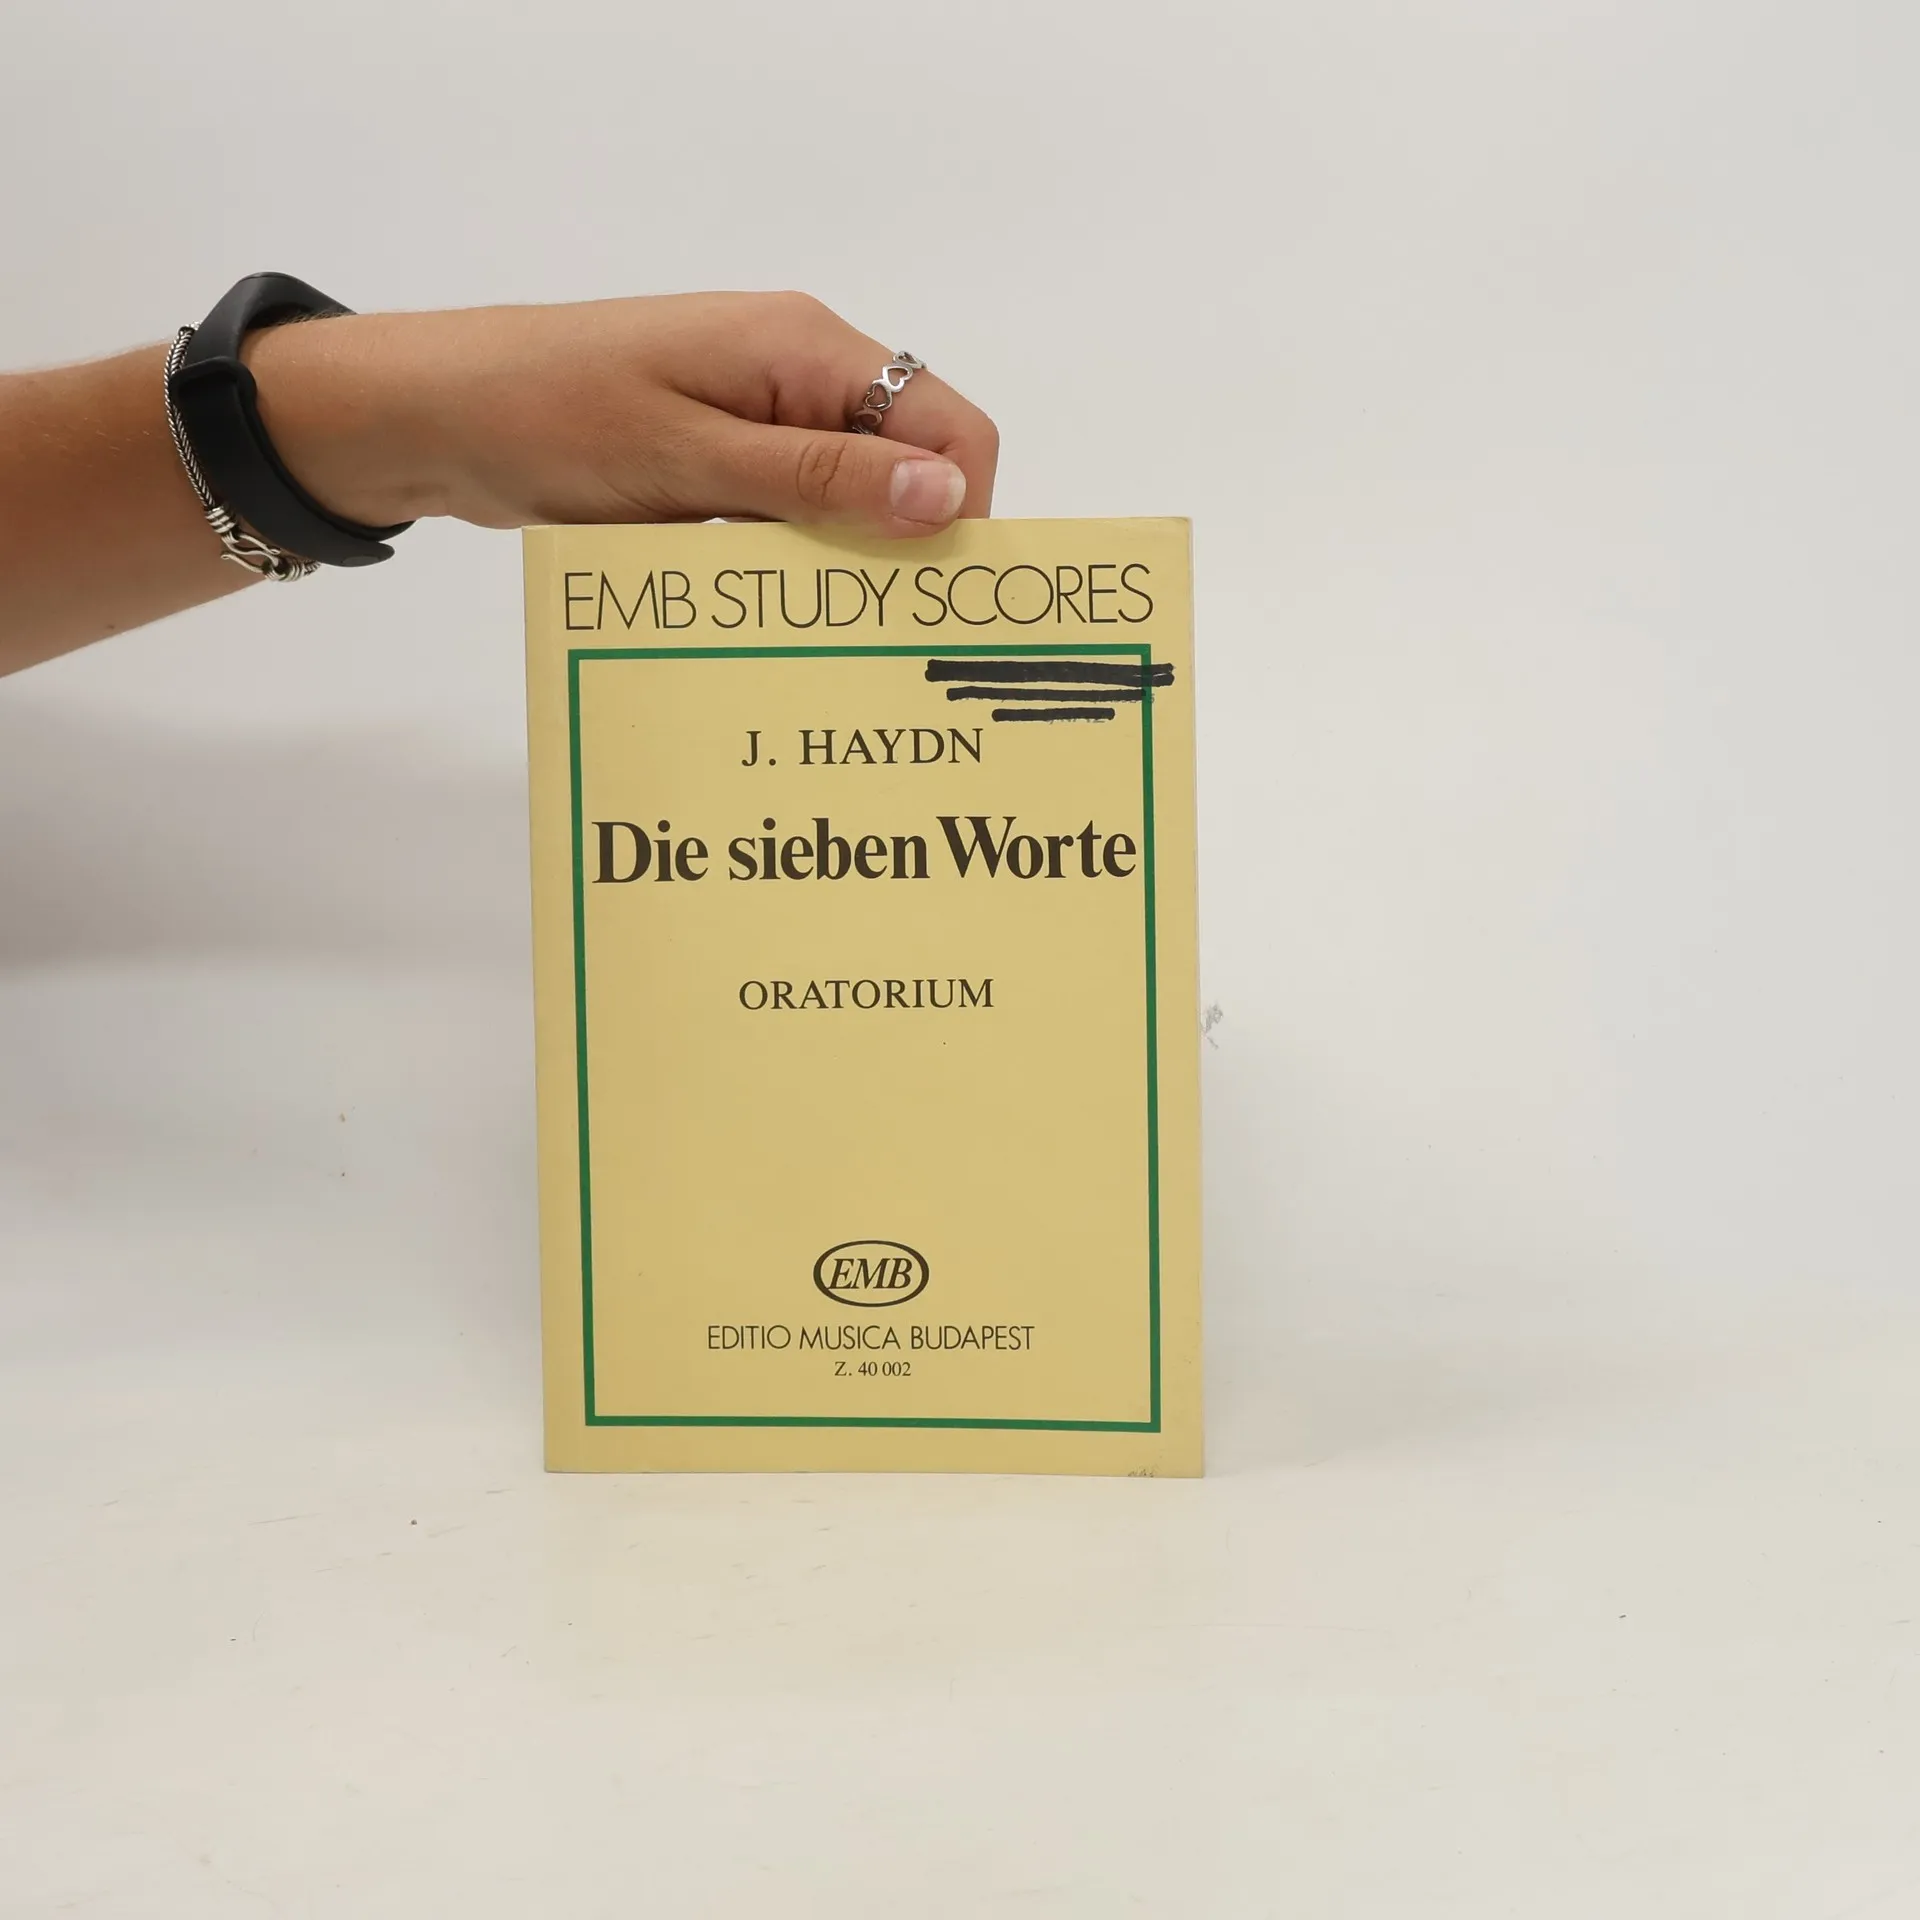 EMB STUDY SCORES
J. HAYDN
Die sieben Worte
ORATORIUM
EMB
EDITIO MUSICA BUDAPEST
Z. 40 002